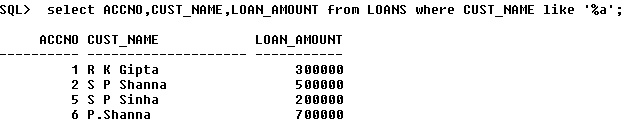 SQL> select ACCNO,CUST_NAME,LOAN_AMOUNT from LOANS where CUST_NAME like '%a';
ACCNO CUST_NAME LOAN_AMOUNT
---------- -------------------- -----------
1 R K Gipta 300000
2 S P Shanna 500000
5 S P Sinha 200000
6 P.Shanna 700000